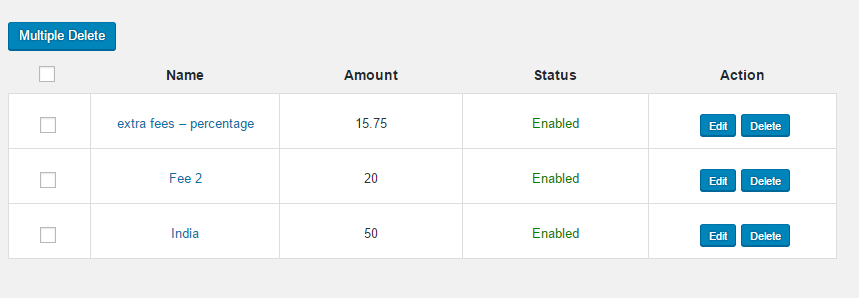 Multiple Delete
Name Amount Status Action
extra fees – percentage 15.75 Enabled Edit Delete
Fee 2 20 Enabled Edit Delete
India 50 Enabled Edit Delete